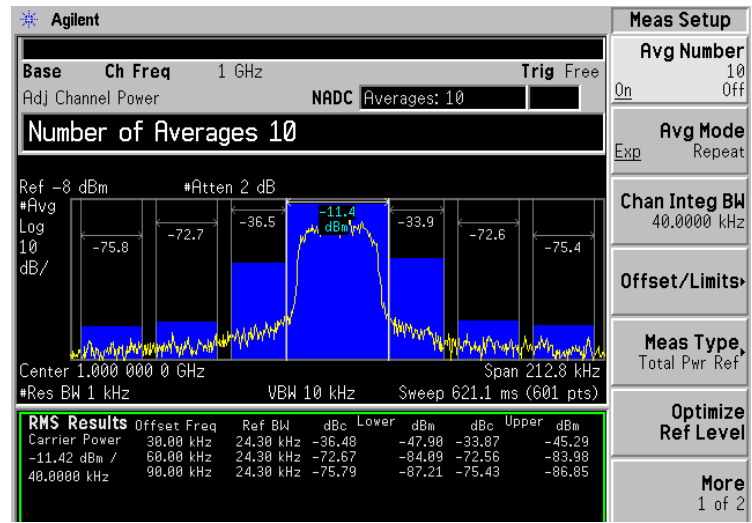 Agilent
Meas Setup
Base Ch Freq 1 GHz Trig Free
Adj Channel Power NADC Averages: 10
Number of Averages 10
Ref -8 dBm #Atten 2 dB
#Avg
Log
10
dB/
-75.8
-72.7
-36.5
-11.4
dBm
-33.9
-72.6
-75.4
Center 1.000 000 0 GHz Span 212.8 kHz
#Res BW 1 kHz VBW 10 kHz Sweep 621.1 ms (601 pts)
RMS Results Offset Freq Ref BW dBc Lower dBm dBc Upper dBm
Carrier Power 30.00 kHz 24.30 kHz -36.48 -47.90 -33.87 -45.29
-11.42 dBm / 60.00 kHz 24.30 kHz -72.67 -84.09 -72.56 -83.98
40.0000 kHz 90.00 kHz 24.30 kHz -75.79 -87.21 -75.43 -86.85
Avg Number
10
On Off
Avg Mode
Exp Repeat
Chan Integ BW
40.0000 kHz
Offset/Limits
Meas Type
Total Pwr Ref
Optimize
Ref Level
More
1 of 2